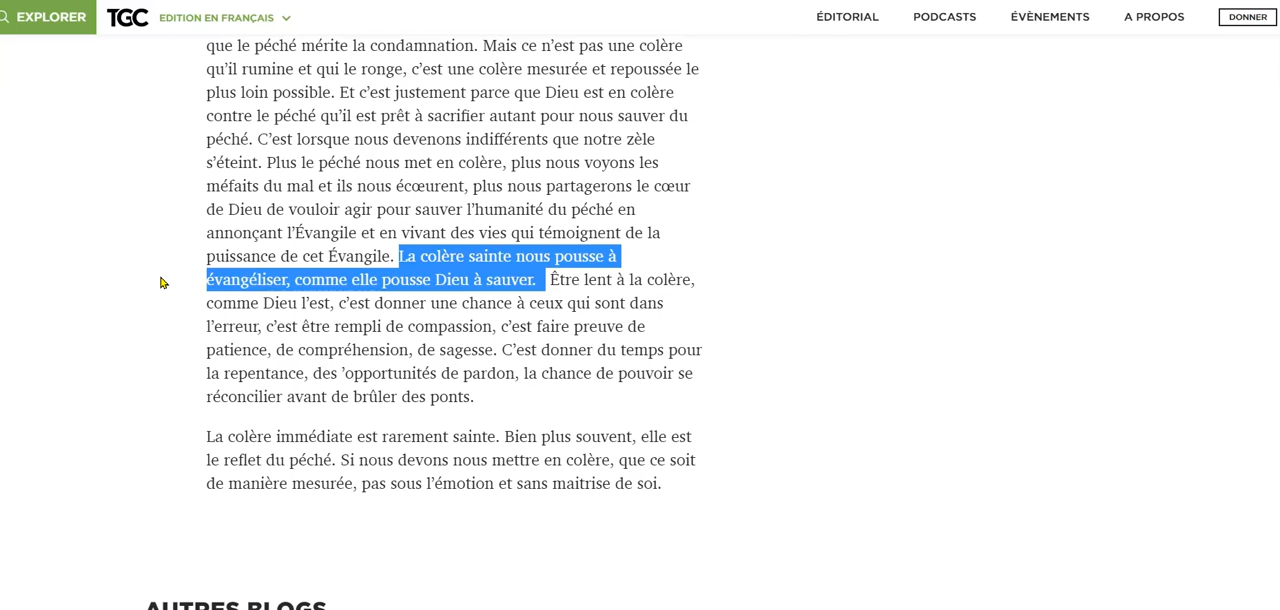 EXPLORER
TGC
EDITION EN FRANÇAIS
ÉDITORIAL
PODCASTS
ÉVÈNEMENTS
A PROPOS
DONNER
que le péché mérite la condamnation. Mais ce n’est pas une colère
qu’il rumine et qui le ronge, c’est une colère mesurée et repoussée le
plus loin possible. Et c’est justement parce que Dieu est en colère
contre le péché qu’il est prêt à sacrifier autant pour nous sauver du
péché. C’est lorsque nous devenons indifférents que notre zèle
s’éteint. Plus le péché nous met en colère, plus nous voyons les
méfaits du mal et ils nous écœurent, plus nous partagerons le cœur
de Dieu de vouloir agir pour sauver l’humanité du péché en
annonçant l’Évangile et en vivant des vies qui témoignent de la
puissance de cet Évangile. La colère sainte nous pousse à
évangéliser, comme elle pousse Dieu à sauver. Être lent à la colère,
comme Dieu l’est, c’est donner une chance à ceux qui sont dans
l’erreur, c’est être rempli de compassion, c’est faire preuve de
patience, de compréhension, de sagesse. C’est donner du temps pour
la repentance, des ’opportunités de pardon, la chance de pouvoir se
réconcilier avant de brûler des ponts.
La colère immédiate est rarement sainte. Bien plus souvent, elle est
le reflet du péché. Si nous devons nous mettre en colère, que ce soit
de manière mesurée, pas sous l’émotion et sans maitrise de soi.
AUTRES BLOGS